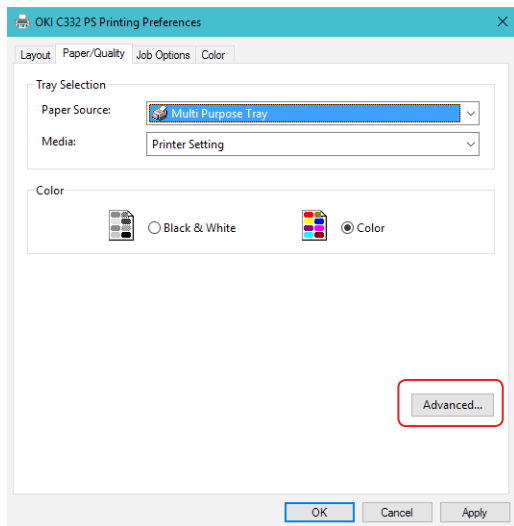 OKI C332 PS Printing Preferences
Layout Paper/Quality Job Options Color
Tray Selection
Paper Source: Multi Purpose Tray
Media: Printer Setting
Color
Black & White Color
Advanced...
OK Cancel Apply